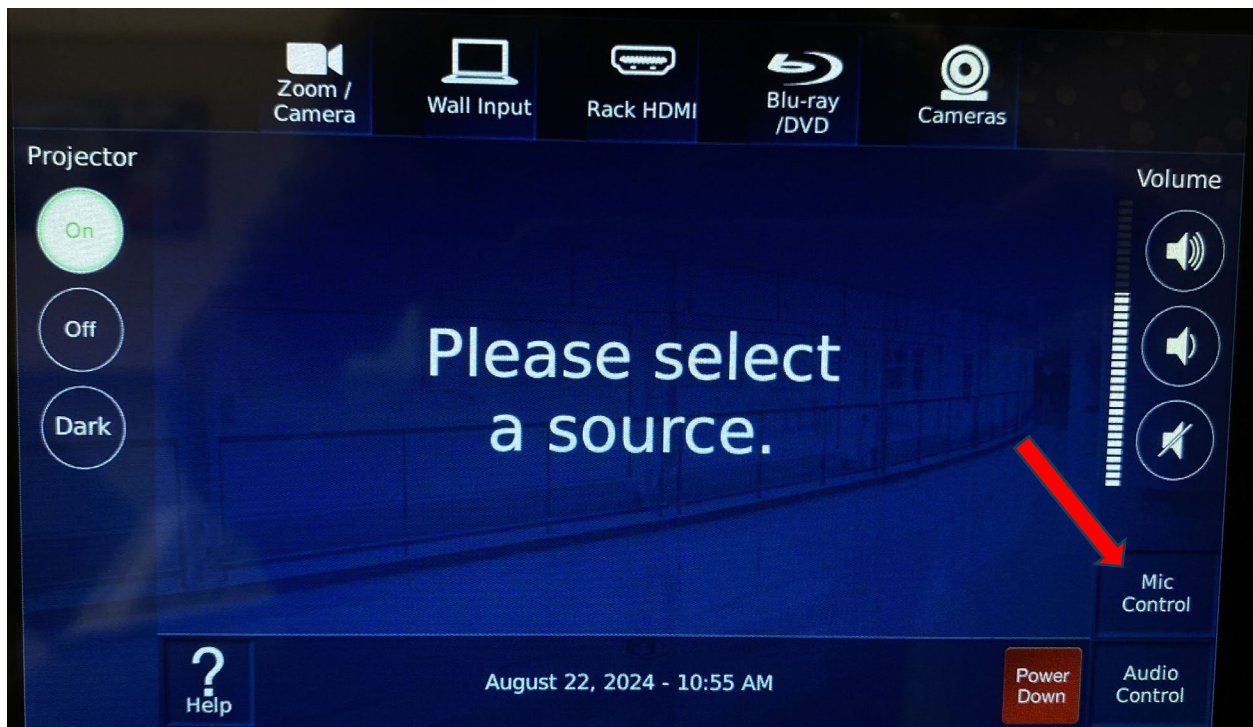 Zoom /
Camera
Wall Input
Rack HDMI
Blu-ray
/DVD
Cameras
Projector
On
Off
Dark
Volume
Please select
a source.
Mic
Control
?
Help
August 22, 2024 - 10:55 AM
Power
Down
Audio
Control